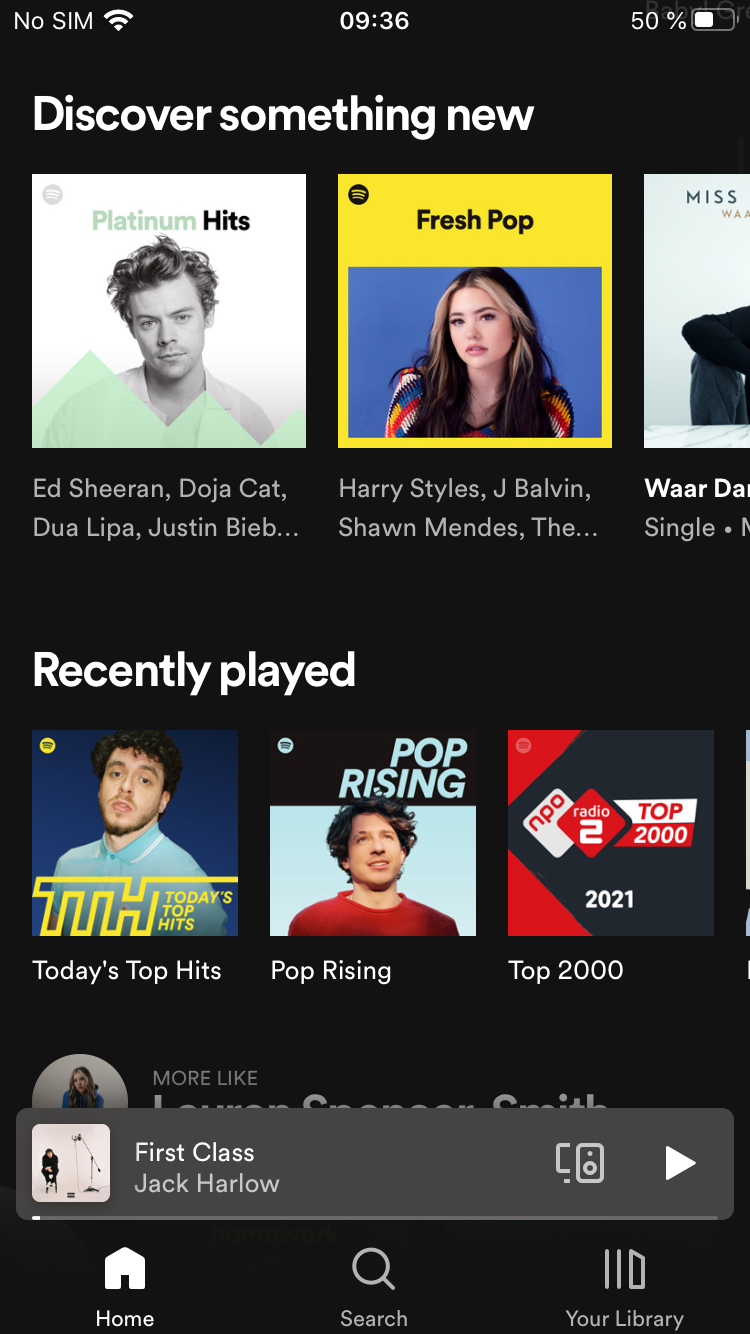 No SIM 09:36 50 %
Discover something new
Platinum Hits
Fresh Pop
MISS
WAA
Ed Sheeran, Doja Cat,
Dua Lipa, Justin Bieb...
Harry Styles, J Balvin,
Shawn Mendes, The...
Waar Da
Single •
Recently played
TTH TODAY'S
TOP
HITS
POP
RISING
npo radio 2 TOP
2000
2021
Today's Top Hits
Pop Rising
Top 2000
MORE LIKE
Lauren Spencer-Smith
First Class
Jack Harlow
homework
Home
Search
Your Library